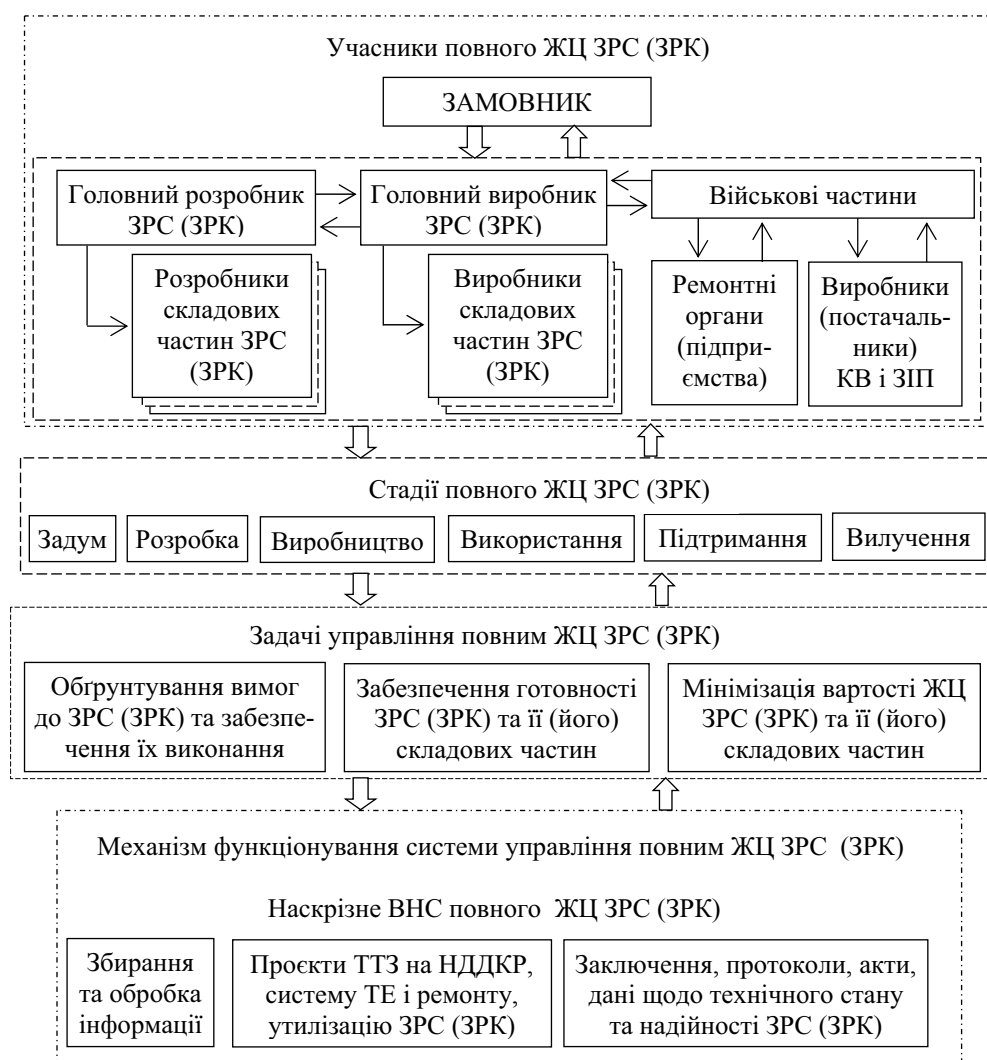 Учасники повного ЖЦ ЗРС (ЗРК)
ЗАМОВНИК
Головний розробник
ЗРС (ЗРК)
Головний виробник
ЗРС (ЗРК)
Військові частини
Розробники
складових
частин ЗРС
(ЗРК)
Виробники
складових
частин ЗРС
(ЗРК)
Ремонтні
органи
(підпри-
ємства)
Виробники
(постачаль-
ники)
КВ і ЗІП
Стадії повного ЖЦ ЗРС (ЗРК)
Задум
Розробка
Виробництво
Використання
Підтримання
Вилучення
Задачі управління повним ЖЦ ЗРС (ЗРК)
Обґрунтування вимог
до ЗРС (ЗРК) та забезпе-
чення їх виконання
Забезпечення готовності
ЗРС (ЗРК) та її (його)
складових частин
Мінімізація вартості ЖЦ
ЗРС (ЗРК) та її (його)
складових частин
Механізм функціонування системи управління повним ЖЦ ЗРС (ЗРК)
Наскрізне ВНС повного ЖЦ ЗРС (ЗРК)
Збирання
та обробка
інформації
Проєкти ТТЗ на НДДКР,
систему ТЕ і ремонту,
утилізацію ЗРС (ЗРК)
Заключення, протоколи, акти,
дані щодо технічного стану
та надійності ЗРС (ЗРК)